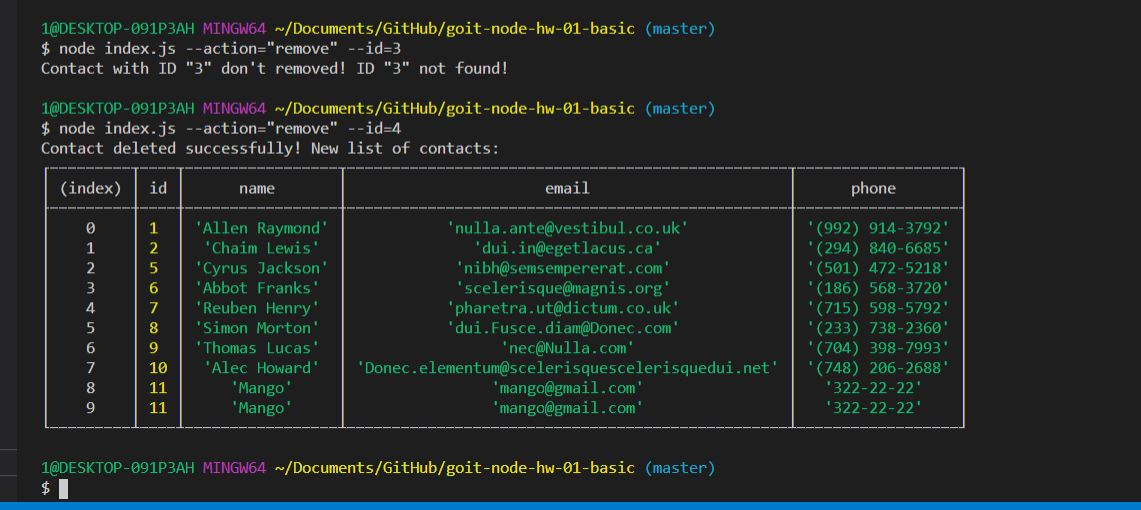 1@DESKTOP-091P3AH MINGW64 ~/Documents/GitHub/goit-node-hw-01-basic (master)
$ node index.js --action="remove" --id=3
Contact with ID "3" don't removed! ID "3" not found!
1@DESKTOP-091P3AH MINGW64 ~/Documents/GitHub/goit-node-hw-01-basic (master)
$ node index.js --action="remove" --id=4
Contact deleted successfully! New list of contacts:
(index) id name email phone
0 1 'Allen Raymond' 'nulla.ante@vestibul.co.uk' '(992) 914-3792'
1 2 'Chaim Lewis' 'dui.in@egetlacus.ca' '(294) 840-6685'
2 5 'Cyrus Jackson' 'nibh@semsempererat.com' '(501) 472-5218'
3 6 'Abbot Franks' 'scelerisque@magnis.org' '(186) 568-3720'
4 7 'Reuben Henry' 'pharetra.ut@dictum.co.uk' '(715) 598-5792'
5 8 'Simon Morton' 'dui.Fusce.diam@Donec.com' '(233) 738-2360'
6 9 'Thomas Lucas' 'nec@Nulla.com' '(704) 398-7993'
7 10 'Alec Howard' 'Donec.elementum@scelerisquescelerisquedui.net' '(748) 206-2688'
8 11 'Mango' 'mango@gmail.com' '322-22-22'
9 11 'Mango' 'mango@gmail.com' '322-22-22'
1@DESKTOP-091P3AH MINGW64 ~/Documents/GitHub/goit-node-hw-01-basic (master)
$